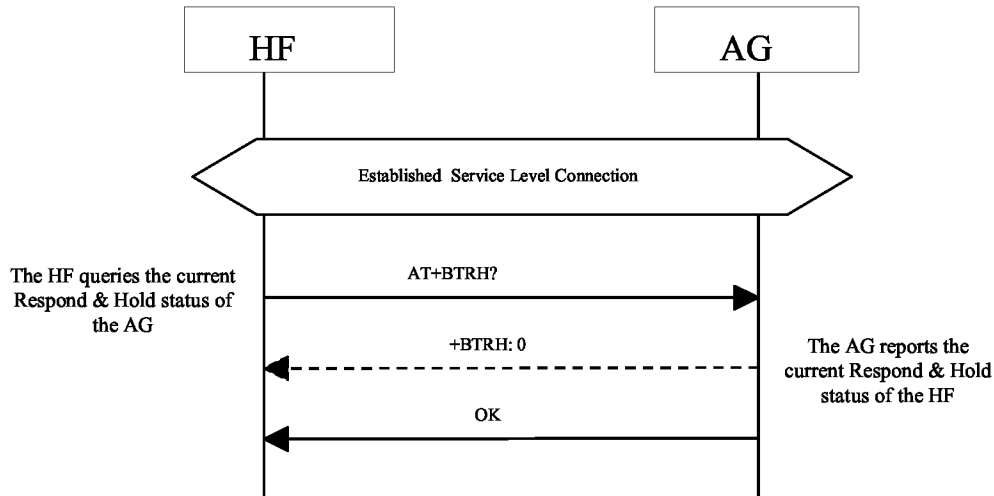 HF
AG
Established Service Level Connection
The HF queries the current
Respond & Hold status of
the AG
AT+BTRH?
+BTRH: 0
The AG reports the
current Respond & Hold
status of the HF
OK